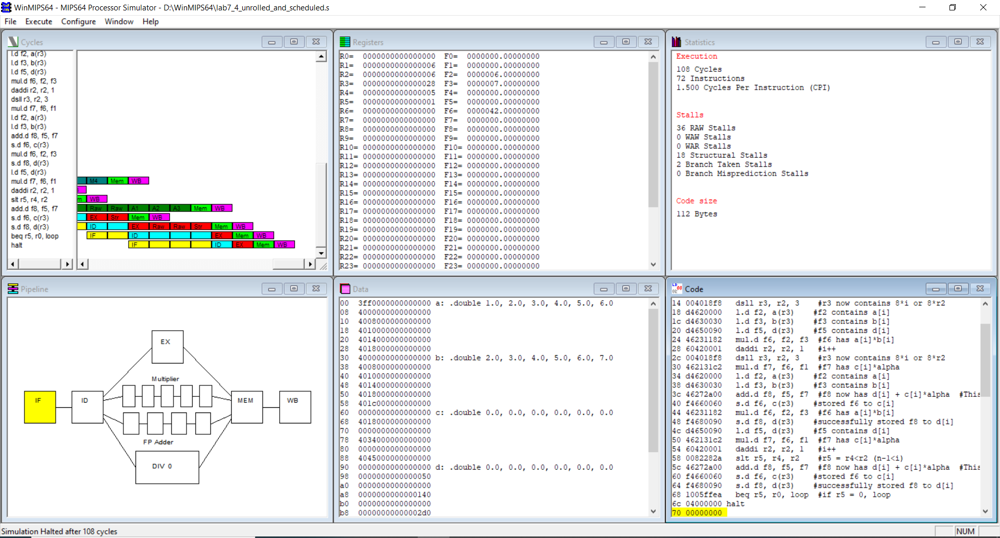 WinMIPS64 - MIPS64 Processor Simulator - D:\WinMIPS64\lab7_4_unrolled_and_scheduled.s
File Execute Configure Window Help
Cycles
l.d f2, a(r3)
l.d f3, b(r3)
l.d f5, d(r3)
mul.d f6, f2, f3
daddi r2, r2, 1
dsll r3, r2, 3
mul.d f7, f6, f1
l.d f2, a(r3)
l.d f3, b(r3)
add.d f8, f5, f7
s.d f6, c(r3)
mul.d f6, f2, f3
s.d f8, d(r3)
l.d f5, d(r3)
mul.d f7, f6, f1 M4 Mem WB
daddi r2, r2, 1
slt r5, r4, r2 m WB
add.d f8, f5, f7 Raw Raw A1 A2 A3 Mem WB
s.d f6, c(r3) EX Str Mem WB
s.d f8, d(r3) ID EX Raw Raw Str Mem WB
beq r5, r0, loop IF ID EX Mem WB
halt IF ID EX Mem WB
Registers
R0= 0000000000000000 F0= 0000000.00000000
R1= 0000000000000006 F1= 0000000.00000000
R2= 0000000000000006 F2= 0000006.00000000
R3= 0000000000000028 F3= 0000007.00000000
R4= 0000000000000005 F4= 0000000.00000000
R5= 0000000000000001 F5= 0000000.00000000
R6= 0000000000000000 F6= 0000042.00000000
R7= 0000000000000000 F7= 0000000.00000000
R8= 0000000000000000 F8= 0000000.00000000
R9= 0000000000000000 F9= 0000000.00000000
R10= 0000000000000000 F10= 0000000.00000000
R11= 0000000000000000 F11= 0000000.00000000
R12= 0000000000000000 F12= 0000000.00000000
R13= 0000000000000000 F13= 0000000.00000000
R14= 0000000000000000 F14= 0000000.00000000
R15= 0000000000000000 F15= 0000000.00000000
R16= 0000000000000000 F16= 0000000.00000000
R17= 0000000000000000 F17= 0000000.00000000
R18= 0000000000000000 F18= 0000000.00000000
R19= 0000000000000000 F19= 0000000.00000000
R20= 0000000000000000 F20= 0000000.00000000
R21= 0000000000000000 F21= 0000000.00000000
R22= 0000000000000000 F22= 0000000.00000000
R23= 0000000000000000 F23= 0000000.00000000
Statistics
Execution
108 Cycles
72 Instructions
1.500 Cycles Per Instruction (CPI)
Stalls
36 RAW Stalls
0 WAW Stalls
0 WAR Stalls
18 Structural Stalls
2 Branch Taken Stalls
0 Branch Misprediction Stalls
Code size
112 Bytes
Pipeline
EX
Multiplier
IF ID MEM WB
FP Adder
DIV 0
Data
00 3ff0000000000000 a: .double 1.0, 2.0, 3.0, 4.0, 5.0, 6.0
08 4000000000000000
10 4008000000000000
18 4010000000000000
20 4014000000000000
28 4018000000000000
30 4000000000000000 b: .double 2.0, 3.0, 4.0, 5.0, 6.0, 7.0
38 4008000000000000
40 4010000000000000
48 4014000000000000
50 4018000000000000
58 401c000000000000
60 0000000000000000 c: .double 0.0, 0.0, 0.0, 0.0, 0.0, 0.0
68 4018000000000000
70 0000000000000000
78 4034000000000000
80 0000000000000000
88 4045000000000000
90 0000000000000000 d: .double 0.0, 0.0, 0.0, 0.0, 0.0, 0.0
98 0000000000000050
a0 0000000000000000
a8 0000000000000140
b0 0000000000000000
b8 00000000000002d0
Code
14 004018f8 dsll r3, r2, 3 #r3 now contains 8*i or 8*r2
18 d4620000 l.d f2, a(r3) #f2 contains a[i]
1c d4630030 l.d f3, b(r3) #f3 contains b[i]
20 d4650090 l.d f5, d(r3) #f5 contains d[i]
24 46231182 mul.d f6, f2, f3 #f6 has a[i]*b[i]
28 60420001 daddi r2, r2, 1 #i++
2c 004018f8 dsll r3, r2, 3 #r3 now contains 8*i or 8*r2
30 462131c2 mul.d f7, f6, f1 #f7 has c[i]*alpha
34 d4620000 l.d f2, a(r3) #f2 contains a[i]
38 d4630030 l.d f3, b(r3) #f3 contains b[i]
3c 46272a00 add.d f8, f5, f7 #f8 now has d[i] + c[i]*alpha #This
40 f4660060 s.d f6, c(r3) #stored f6 to c[i]
44 46231182 mul.d f6, f2, f3 #f6 has a[i]*b[i]
48 f4680090 s.d f8, d(r3) #successfully stored f8 to d[i]
4c d4650090 l.d f5, d(r3) #f5 contains d[i]
50 462131c2 mul.d f7, f6, f1 #f7 has c[i]*alpha
54 60420001 daddi r2, r2, 1 #i++
58 0082282a slt r5, r4, r2 #r5 = r4<r2 (n-1<i)
5c 46272a00 add.d f8, f5, f7 #f8 now has d[i] + c[i]*alpha #This
60 f4660060 s.d f6, c(r3) #stored f6 to c[i]
64 f4680090 s.d f8, d(r3) #successfully stored f8 to d[i]
68 1005ffea beq r5, r0, loop #if r5 = 0, loop
6c 04000000 halt
70 00000000
Simulation Halted after 108 cycles
NUM